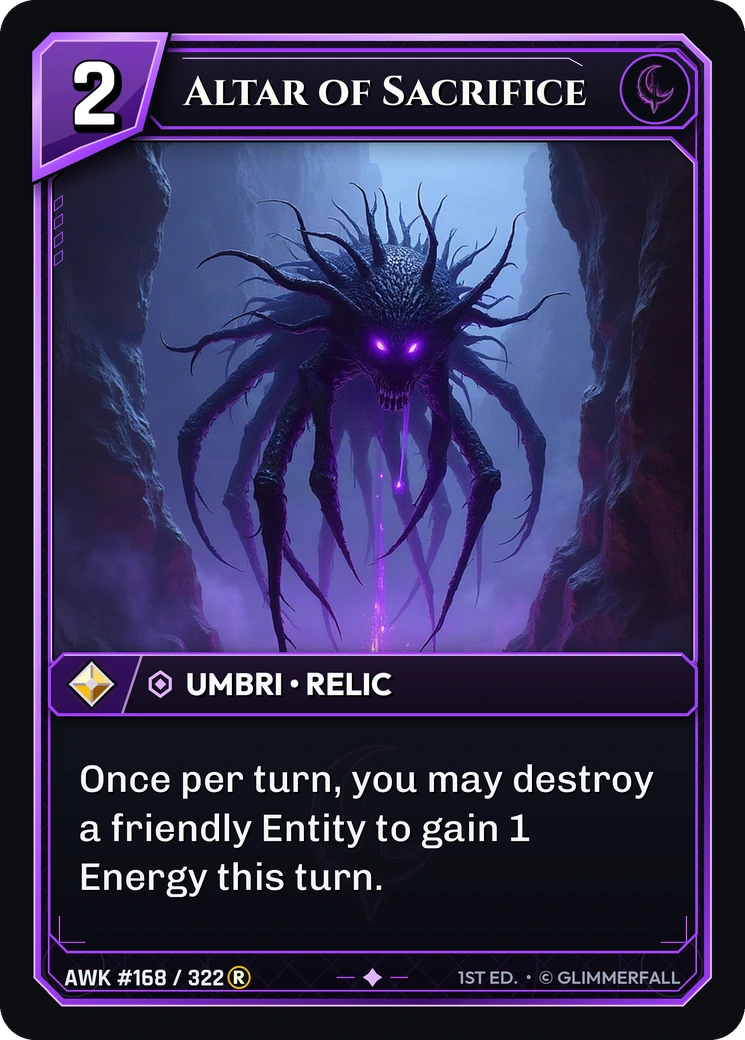 2
ALTAR OF SACRIFICE
UMBRI • RELIC
Once per turn, you may destroy
a friendly Entity to gain 1
Energy this turn.
AWK #168 / 322 R
1ST ED. • © GLIMMERFALL